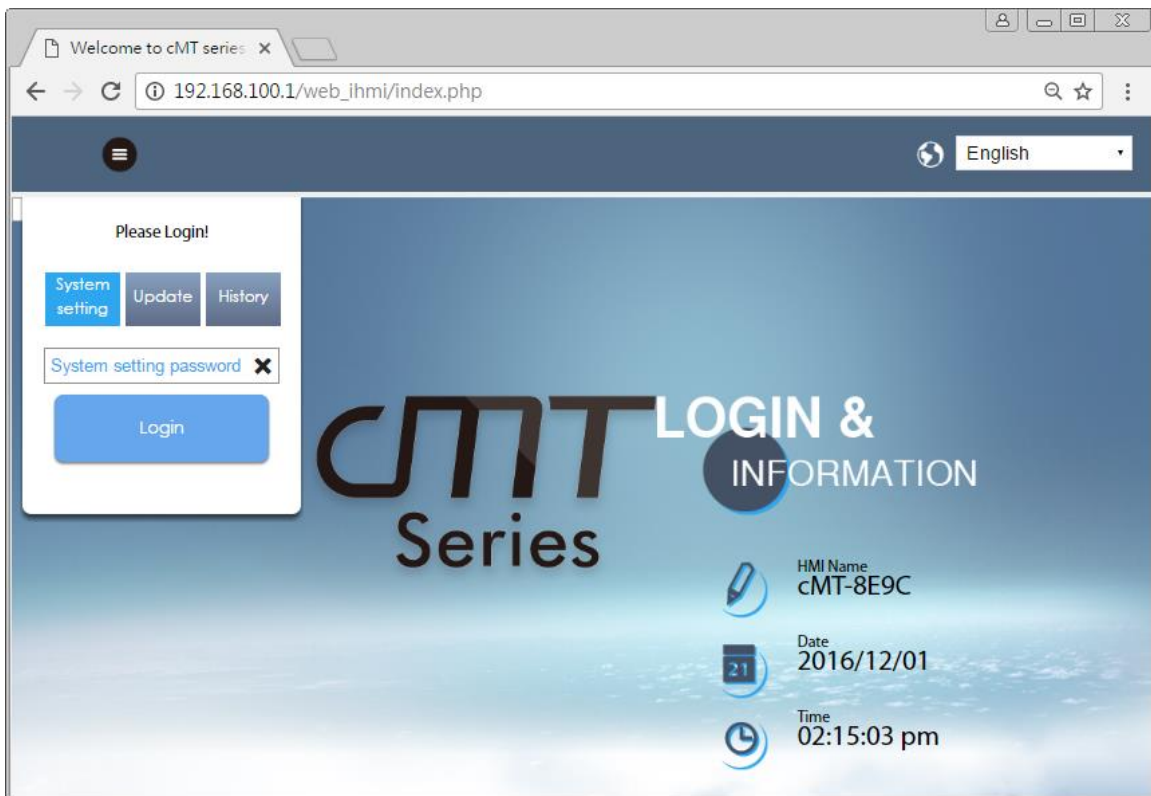 Welcome to cMT series
192.168.100.1/web_ihmi/index.php
English
Please Login!
System
setting
Update
History
System setting password
Login
cMT
Series
LOGIN &
INFORMATION
HMI Name
cMT-8E9C
21
Date
2016/12/01
Time
02:15:03 pm